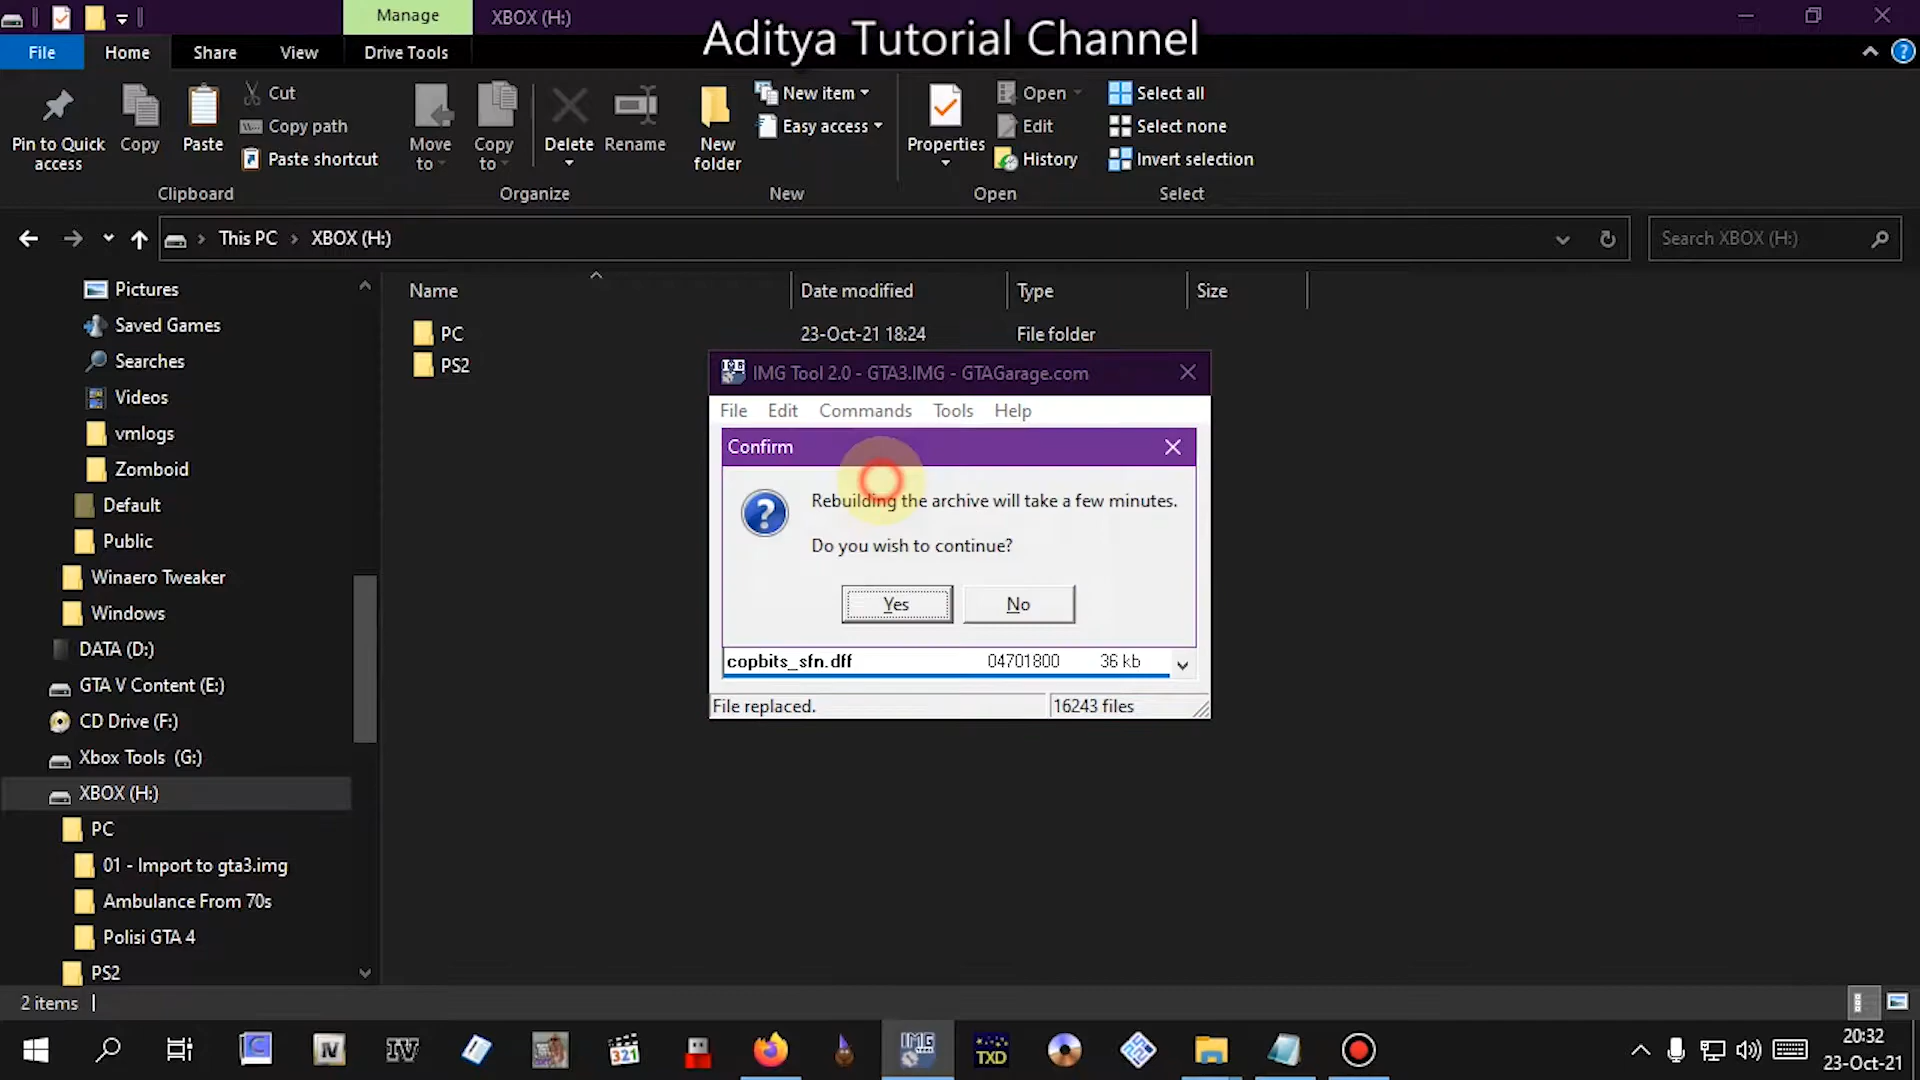 Manage
XBOX (H:)
Aditya Tutorial Channel
File
Home
Share
View
Drive Tools
Pin to Quick
access
Copy
Paste
Cut
Copy path
Paste shortcut
Clipboard
Move
to
Copy
to
Delete
Rename
Organize
New
folder
New item
Easy access
New
Properties
Open
Edit
History
Open
Select all
Select none
Invert selection
Select
This PC
XBOX (H:)
Search XBOX (H:)
Pictures
Saved Games
Searches
Videos
vmlogs
Zomboid
Default
Public
Winaero Tweaker
Windows
DATA (D:)
GTA V Content (E:)
CD Drive (F:)
Xbox Tools (G:)
XBOX (H:)
PC
01 - Import to gta3.img
Ambulance From 70s
Polisi GTA 4
PS2
Name
Date modified
Type
Size
PC
23-Oct-21 18:24
File folder
PS2
IMG Tool 2.0 - GTA3.IMG - GTAGarage.com
File
Edit
Commands
Tools
Help
Confirm
Rebuilding the archive will take a few minutes.
Do you wish to continue?
Yes
No
copbits_sfn.dff
04701800
36 kb
File replaced.
16243 files
2 items
IV
IV
321
IMG
TXD
20:32
23-Oct-21